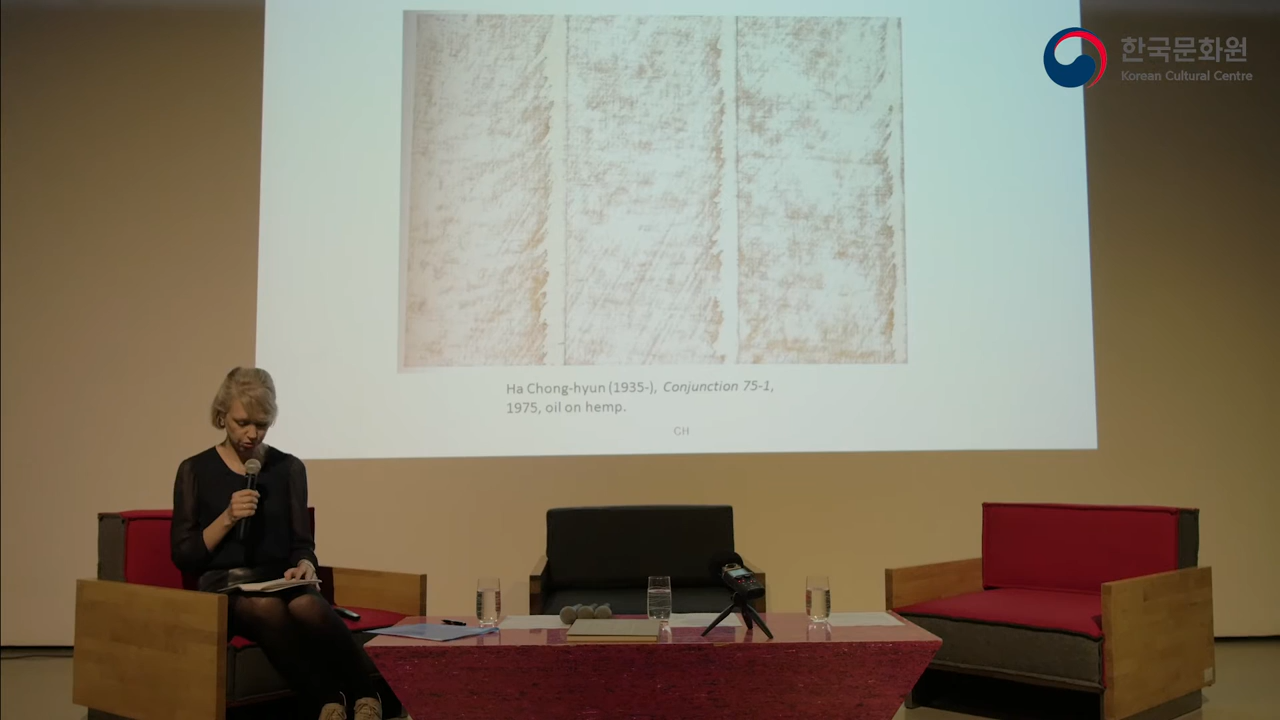 한국문화원
Korean Cultural Centre
Ha Chong-hyun (1935-), Conjunction 75-1,
1975, oil on hemp.
CH